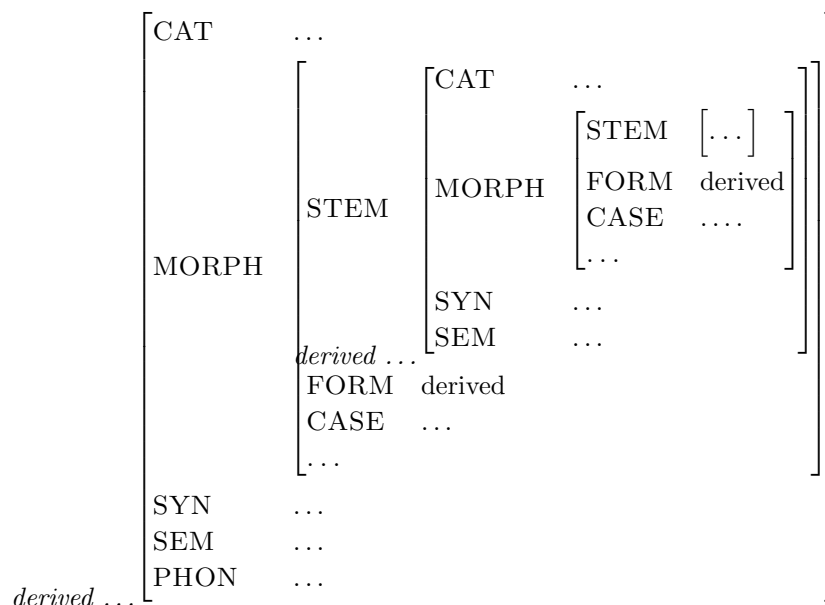 CAT ...
CAT ...
STEM [...]
MORPH FORM derived
STEM CASE ....
MORPH ...
SYN ...
SEM ...
derived ...
FORM derived
CASE ...
...
SYN ...
SEM ...
PHON ...
derived ...